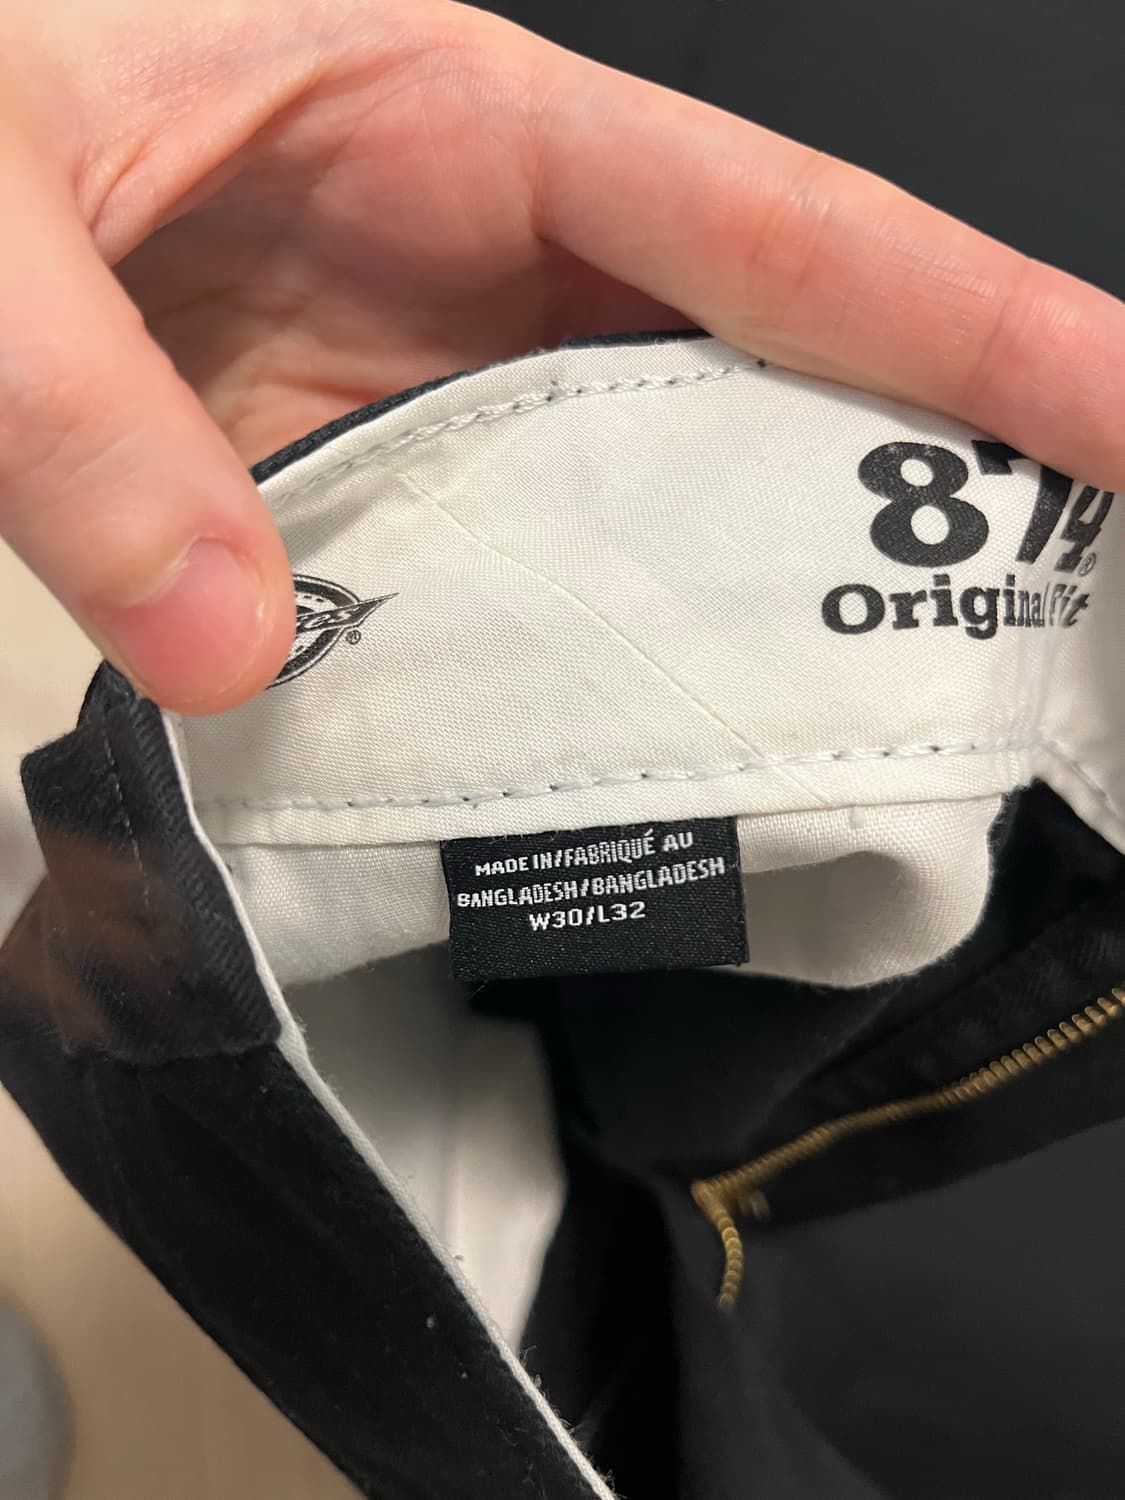 874®
Original Fit
®
MADE IN/FABRIQUÉ AU
BANGLADESH/BANGLADESH
W30/L32